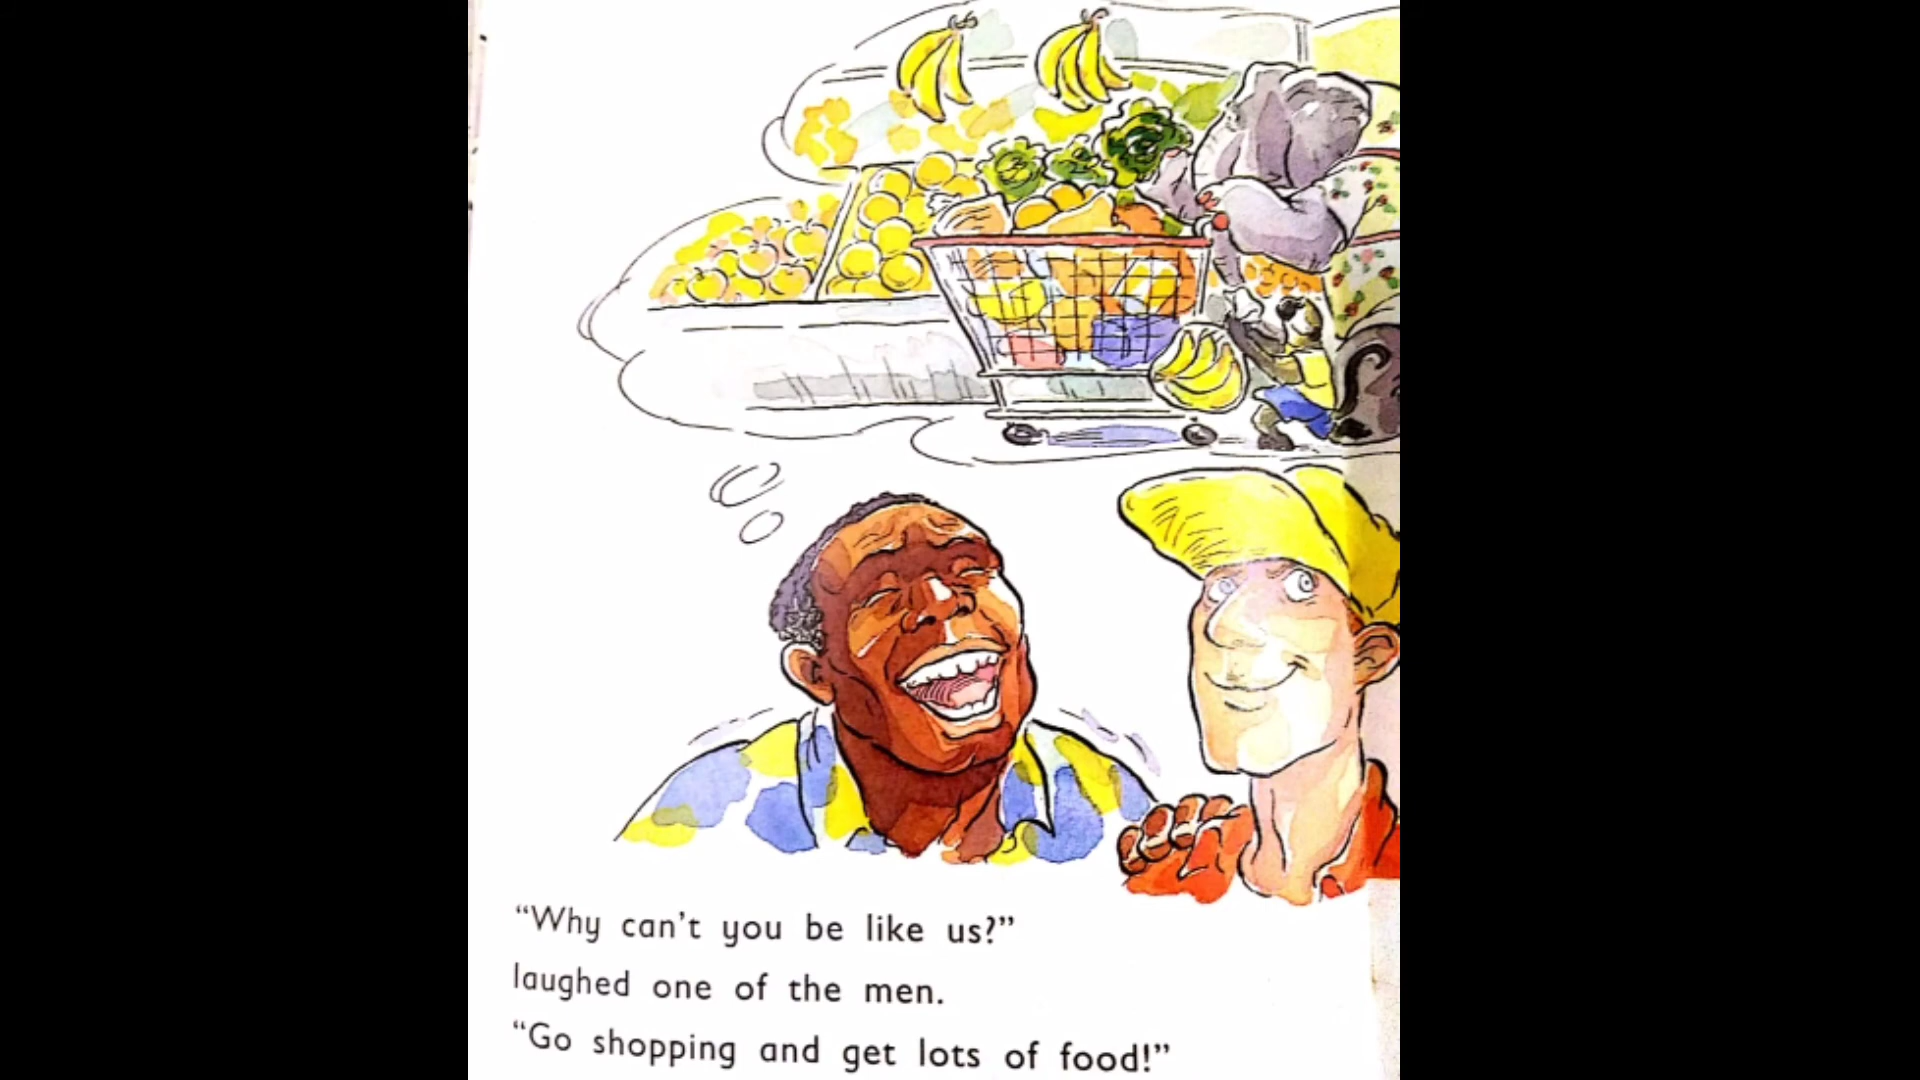 “Why can’t you be like us?”
laughed one of the men.
“Go shopping and get lots of food!”